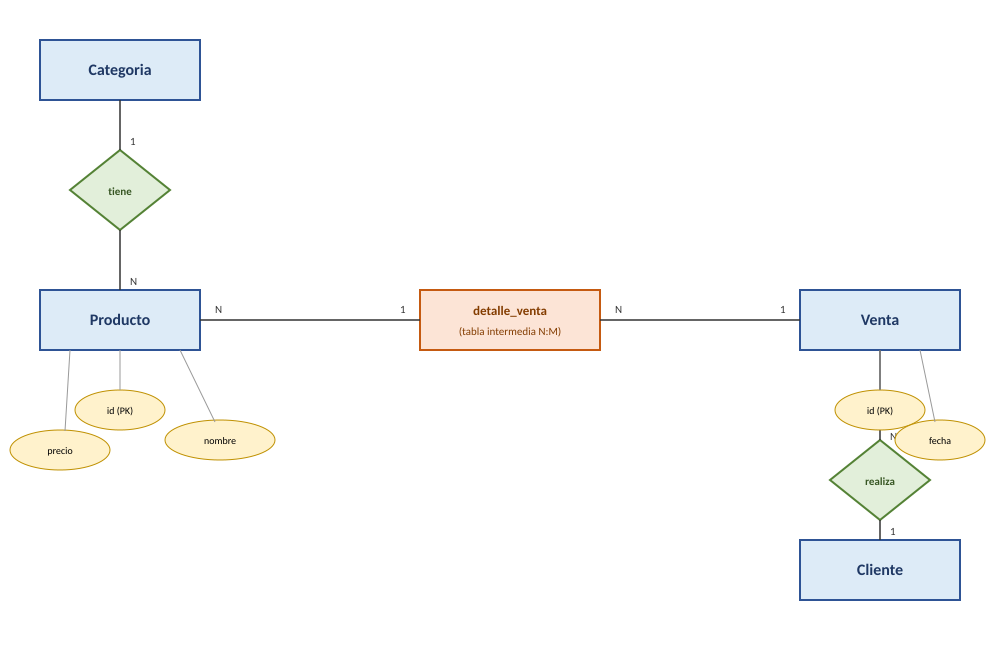 Categoria
1
tiene
N
Producto
N
1
detalle_venta
(tabla intermedia N:M)
N
1
Venta
id (PK)
precio
nombre
id (PK)
N
fecha
realiza
1
Cliente